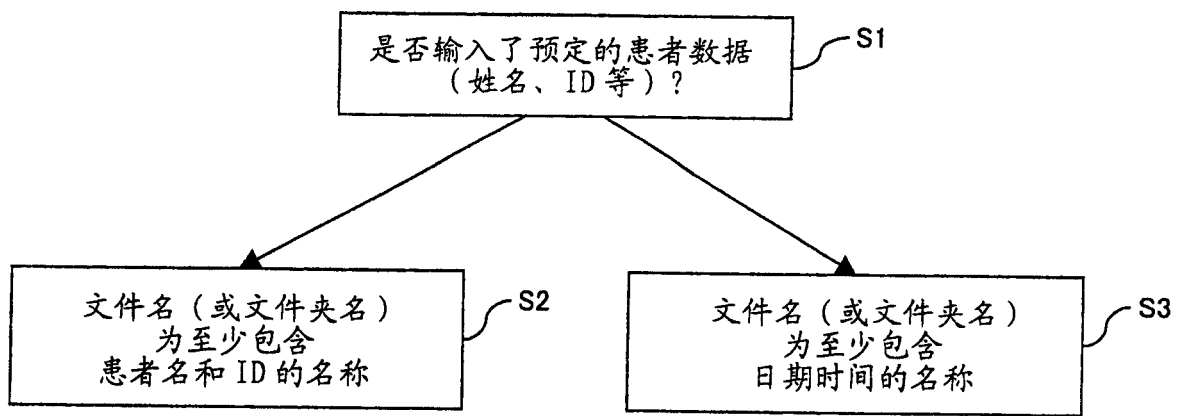 是否输入了预定的患者数据
(姓名、ID 等)?
S1
文件名(或文件夹名)
为至少包含
患者名和 ID 的名称
S2
文件名(或文件夹名)
为至少包含
日期时间的名称
S3